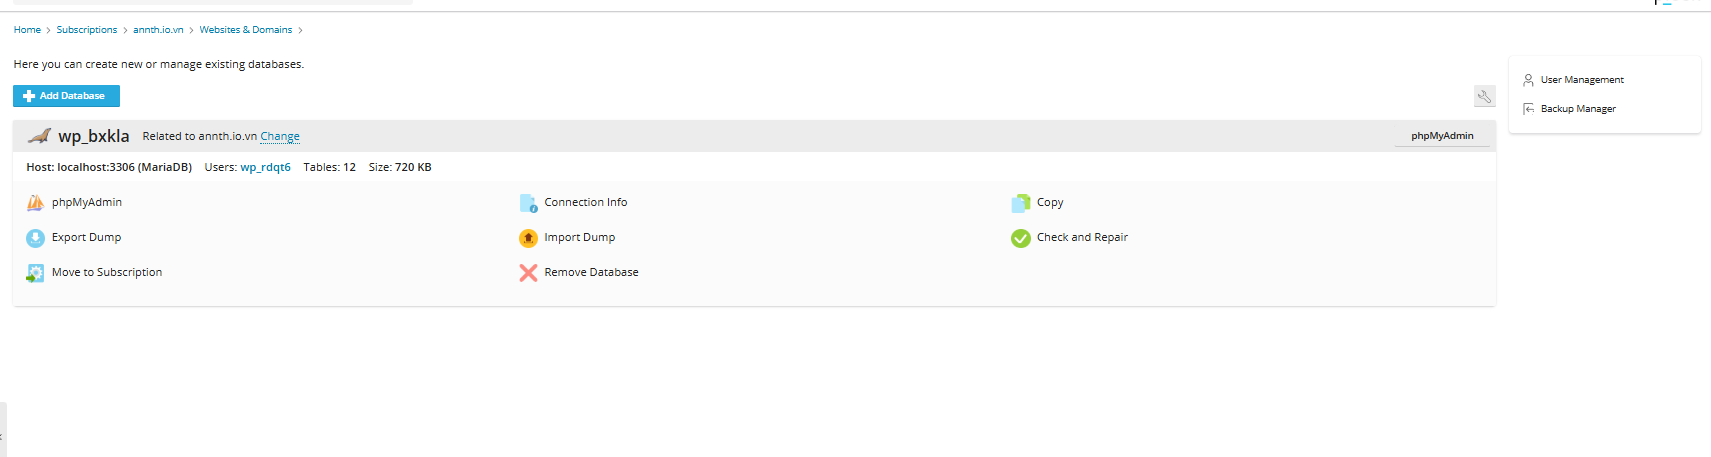 Home > Subscriptions > annth.io.vn > Websites & Domains >
Here you can create new or manage existing databases.
Add Database
wp_bxkla Related to annth.io.vn Change phpMyAdmin
Host: localhost:3306 (MariaDB) Users: wp_rdqt6 Tables: 12 Size: 720 KB
phpMyAdmin Connection Info Copy
Export Dump Import Dump Check and Repair
Move to Subscription Remove Database
User Management
Backup Manager